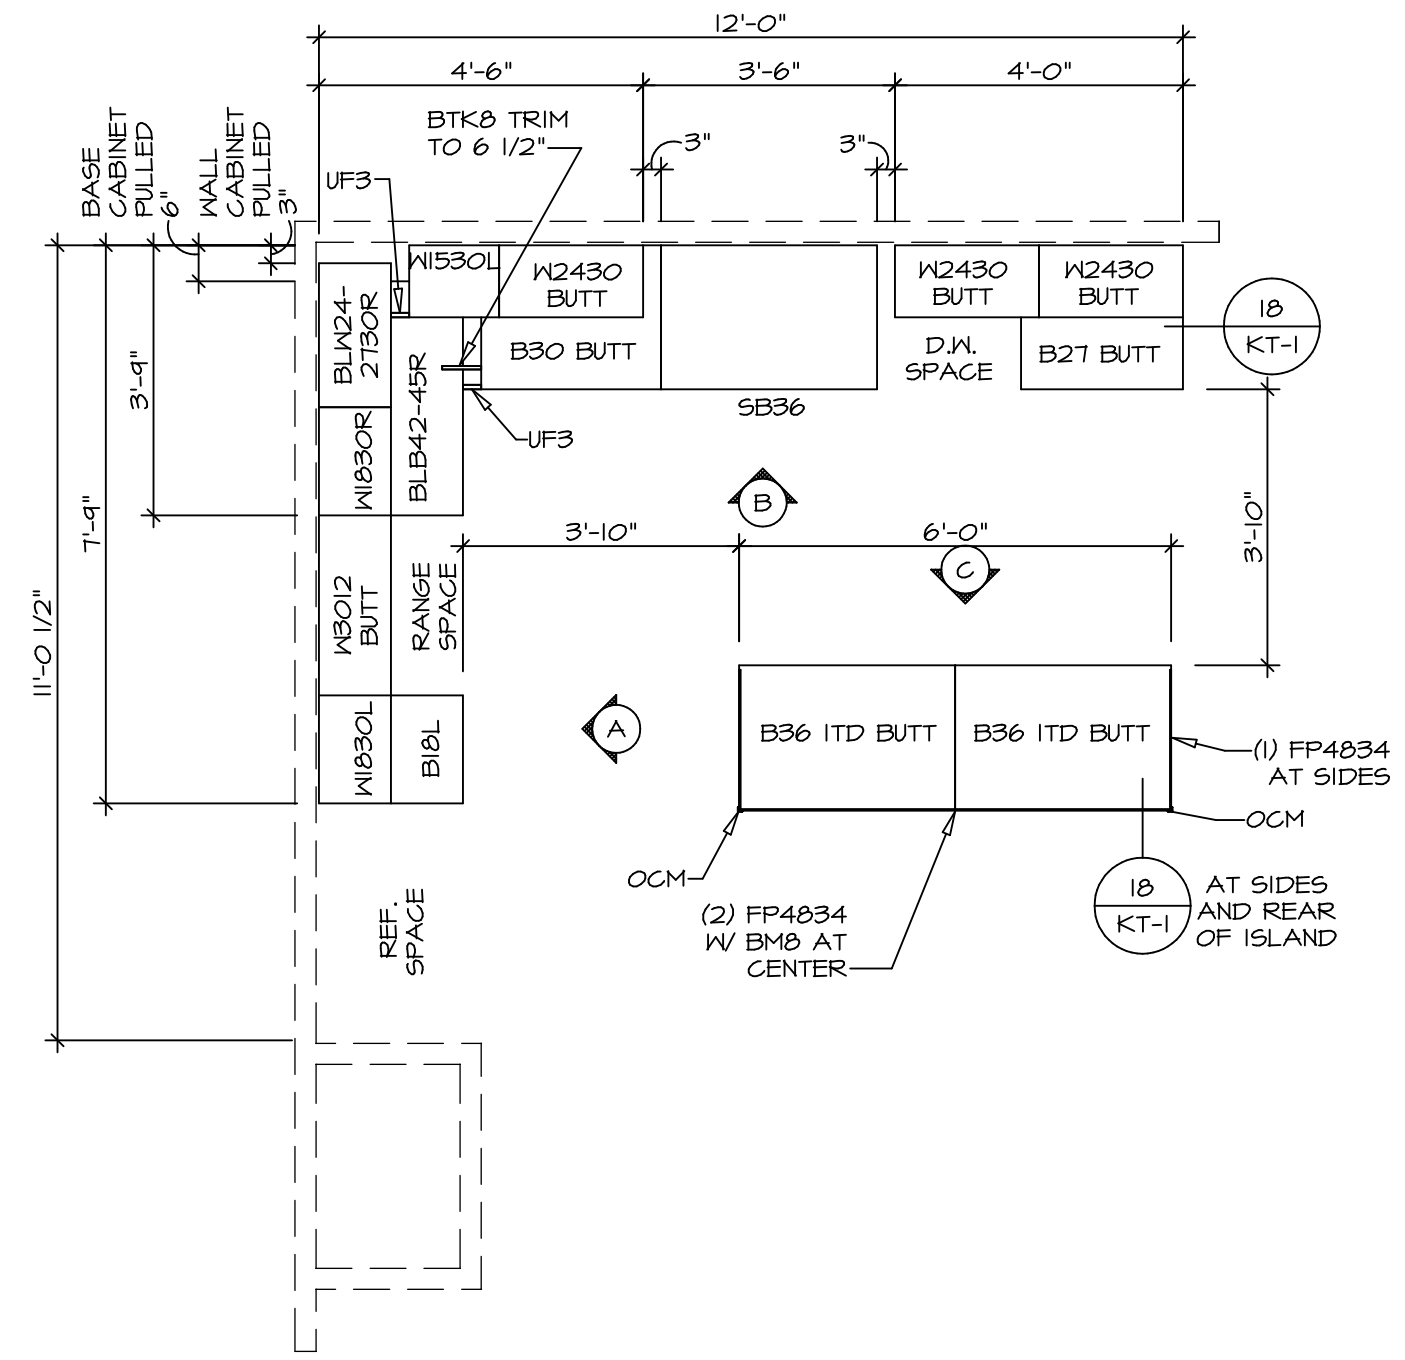 12'-0"
4'-6"
3'-6"
4'-0"
BTK8 TRIM
TO 6 1/2"
3"
3"
BASE
CABINET
PULLED
6"
WALL
CABINET
PULLED
3"
UF3
W1530L
W2430
BUTT
W2430
BUTT
W2430
BUTT
18
KT-1
BLW24-
2730R
BLB42-45R
B30 BUTT
D.W.
SPACE
B27 BUTT
3'-9"
SB36
W1830R
UF3
7'-9"
B
3'-10"
6'-0"
3'-10"
C
11'-0 1/2"
W3012
BUTT
RANGE
SPACE
W1830L
B18L
A
B36 1TD BUTT
B36 1TD BUTT
(1) FP4834
AT SIDES
OCM
OCM
(2) FP4834
W/ BM8 AT
CENTER
18
KT-1
AT SIDES
AND REAR
OF ISLAND
REF.
SPACE